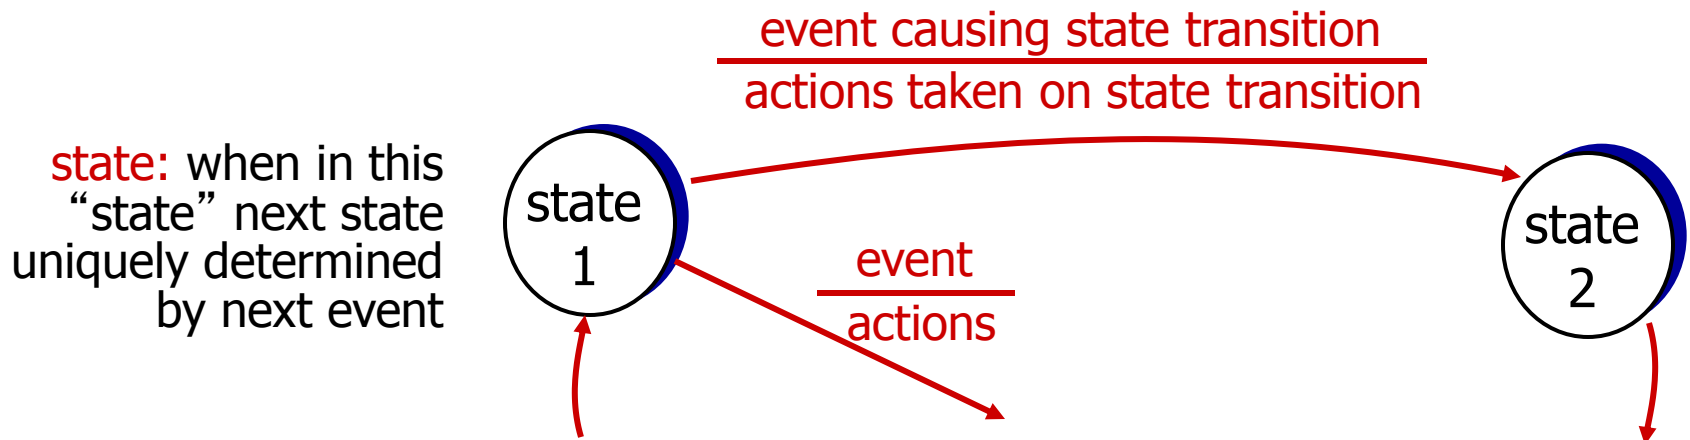 event causing state transition
actions taken on state transition
state: when in this
“state” next state
uniquely determined
by next event
state
1
event
actions
state
2